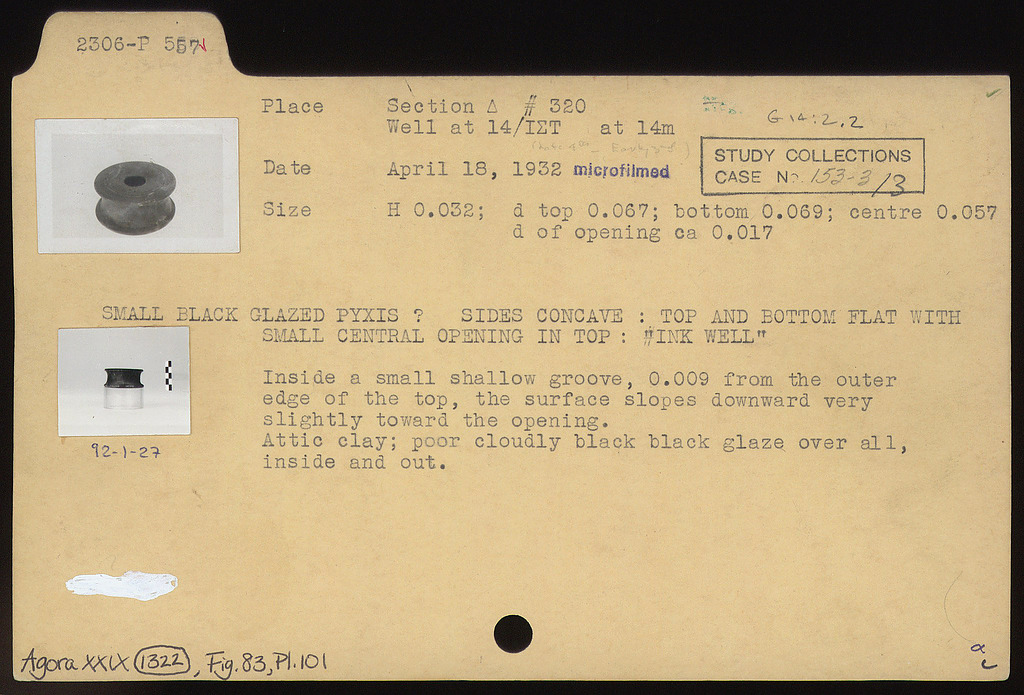 2306-P 557
Place Section Δ # 320
Well at 14/ΙΣΤ at 14m
G 14:2.2
Date April 18, 1932 microfilmed
STUDY COLLECTIONS
CASE No. 153-3/3
Size H 0.032; d top 0.067; bottom 0.069; centre 0.057
d of opening ca 0.017
SMALL BLACK GLAZED PYXIS ? SIDES CONCAVE : TOP AND BOTTOM FLAT WITH
SMALL CENTRAL OPENING IN TOP : "INK WELL"
Inside a small shallow groove, 0.009 from the outer
edge of the top, the surface slopes downward very
slightly toward the opening.
Attic clay; poor cloudly black black glaze over all,
inside and out.
92-1-27
Agora XXIX 1322, Fig. 83, Pl. 101
α